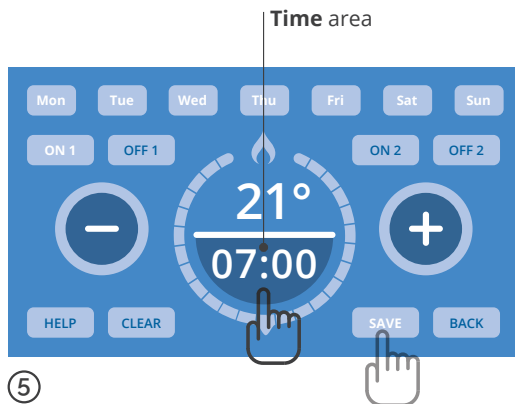 Time area
Mon Tue Wed Thu Fri Sat Sun
ON 1 OFF 1 ON 2 OFF 2
21°
− +
07:00
HELP CLEAR SAVE BACK
5